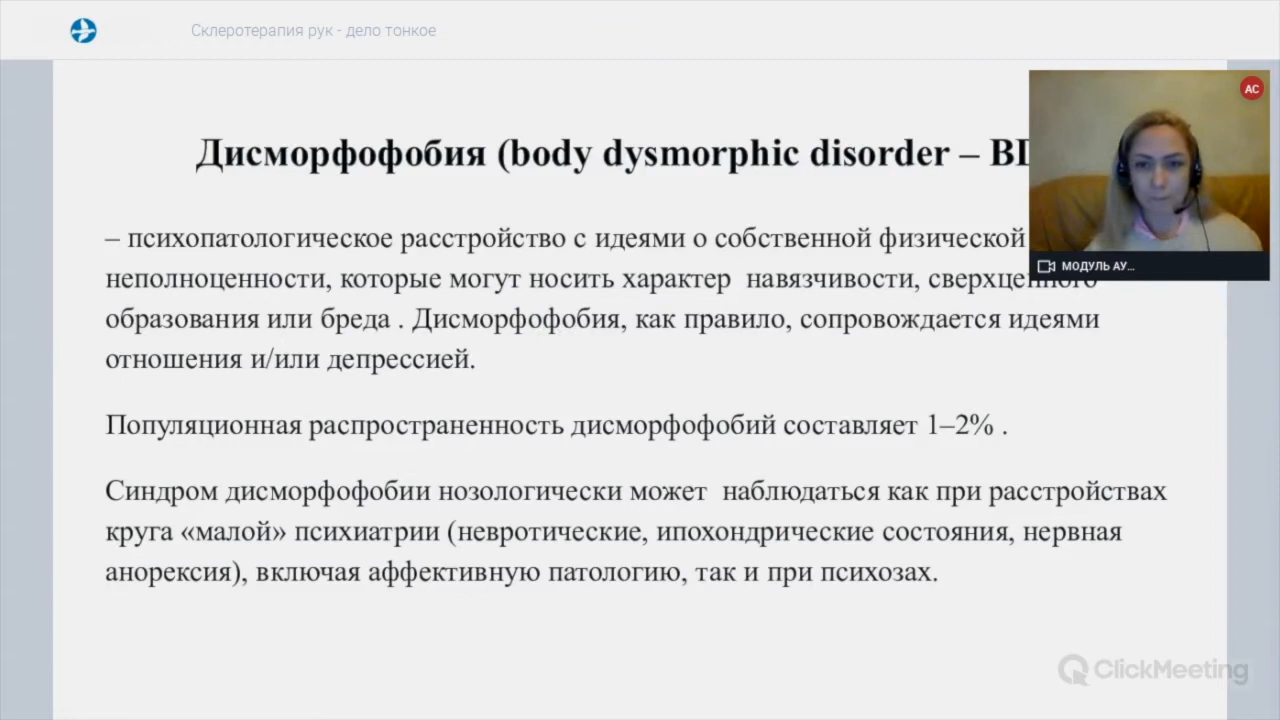 Склеротерапия рук - дело тонкое
AC
Дисморфофобия (body dysmorphic disorder –
– психопатологическое расстройство с идеями о собственной физической
МОДУЛЬ АУ...
неполноценности, которые могут носить характер навязчивости,
образования или бреда . Дисморфофобия, как правило, сопровождается идеями
отношения и/или депрессией.
Популяционная распространенность дисморфофобий составляет 1–2% .
Синдром дисморфофобии нозологически может наблюдаться как при расстройствах
круга «малой» психиатрии (невротические, ипохондрические состояния, нервная
анорексия), включая аффективную патологию, так и при психозах.
ClickMeeting